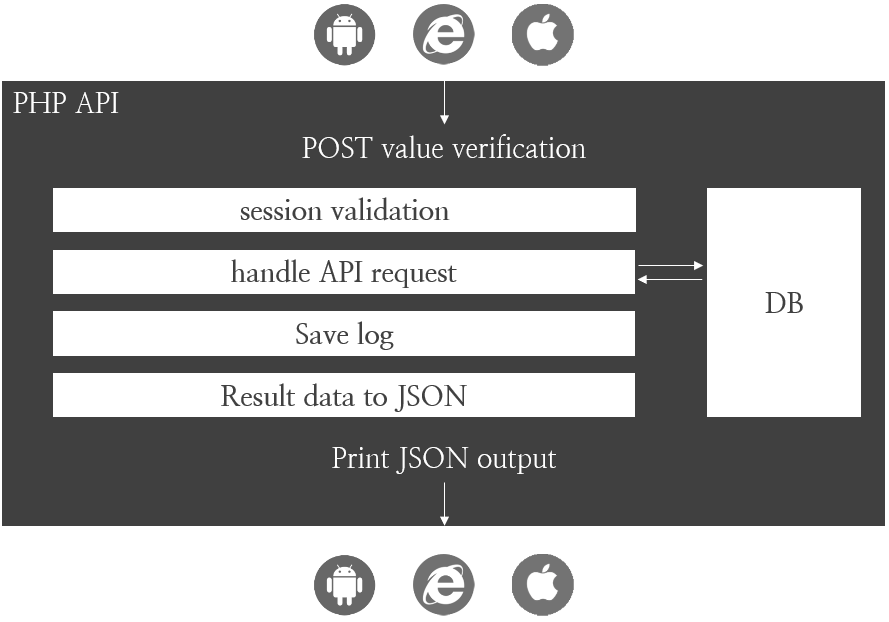 PHP API
POST value verification
session validation
handle API request
DB
Save log
Result data to JSON
Print JSON output